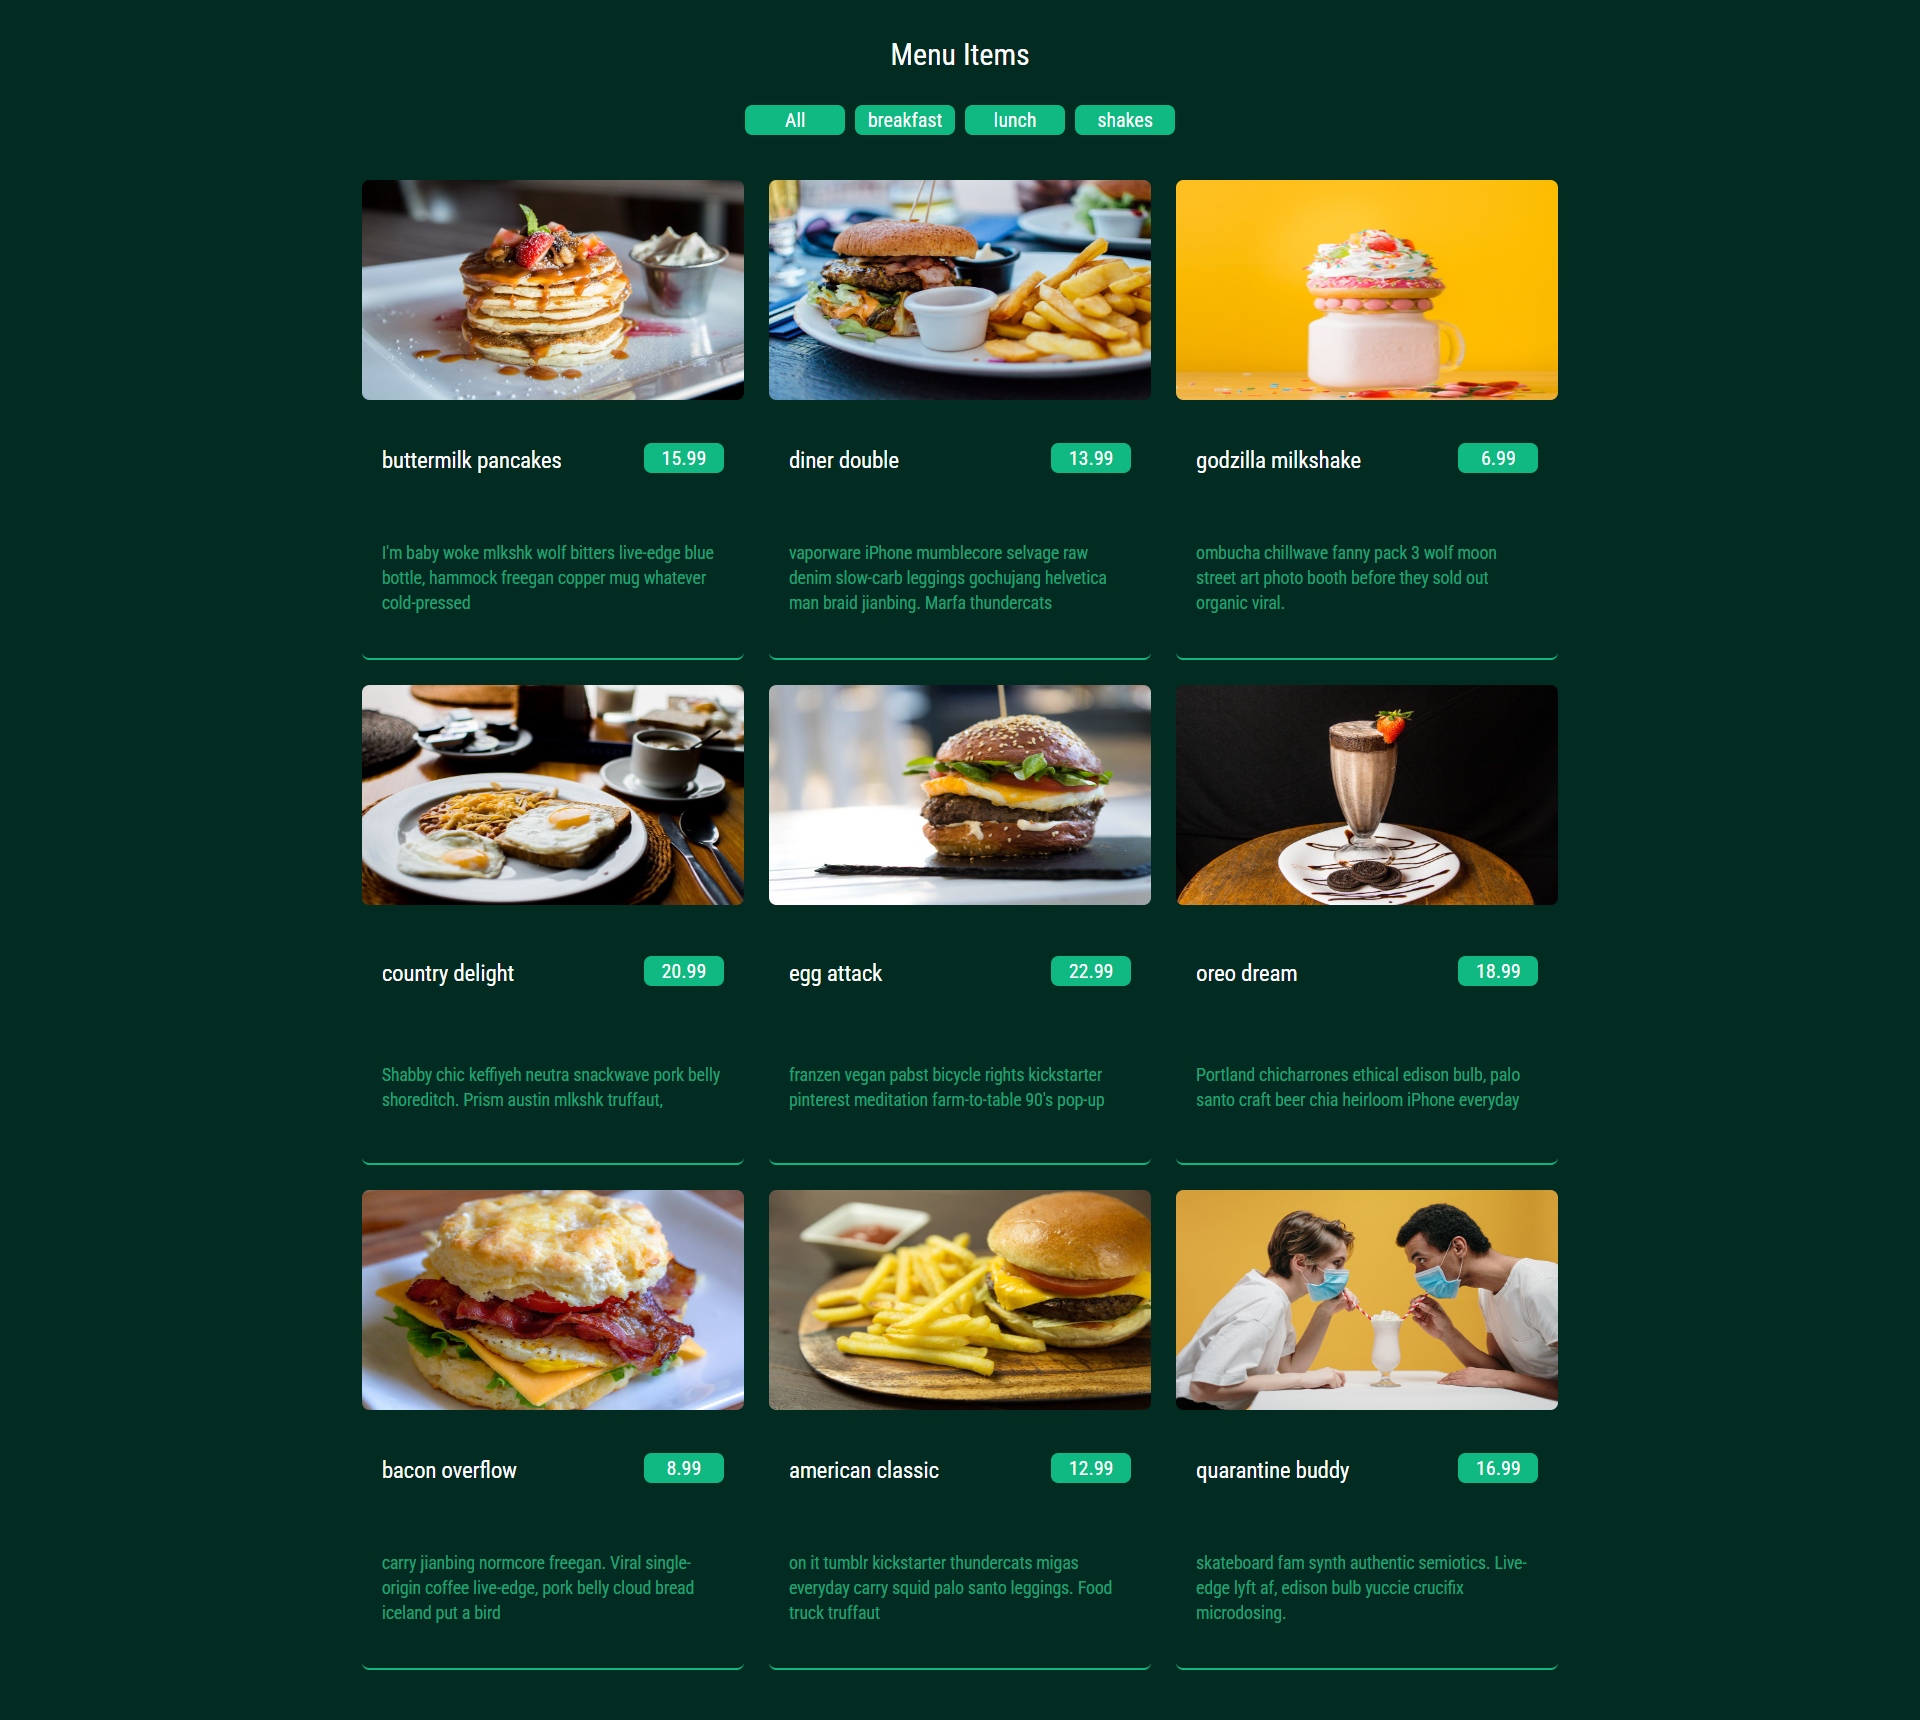 Menu Items
All breakfast lunch shakes
buttermilk pancakes 15.99
I'm baby woke mlkshk wolf bitters live-edge blue
bottle, hammock freegan copper mug whatever
cold-pressed
diner double 13.99
vaporware iPhone mumblecore selvage raw
denim slow-carb leggings gochujang helvetica
man braid jianbing. Marfa thundercats
godzilla milkshake 6.99
ombucha chillwave fanny pack 3 wolf moon
street art photo booth before they sold out
organic viral.
country delight 20.99
Shabby chic keffiyeh neutra snackwave pork belly
shoreditch. Prism austin mlkshk truffaut,
egg attack 22.99
franzen vegan pabst bicycle rights kickstarter
pinterest meditation farm-to-table 90's pop-up
oreo dream 18.99
Portland chicharrones ethical edison bulb, palo
santo craft beer chia heirloom iPhone everyday
bacon overflow 8.99
carry jianbing normcore freegan. Viral single-
origin coffee live-edge, pork belly cloud bread
iceland put a bird
american classic 12.99
on it tumblr kickstarter thundercats migas
everyday carry squid palo santo leggings. Food
truck truffaut
quarantine buddy 16.99
skateboard fam synth authentic semiotics. Live-
edge lyft af, edison bulb yuccie crucifix
microdosing.